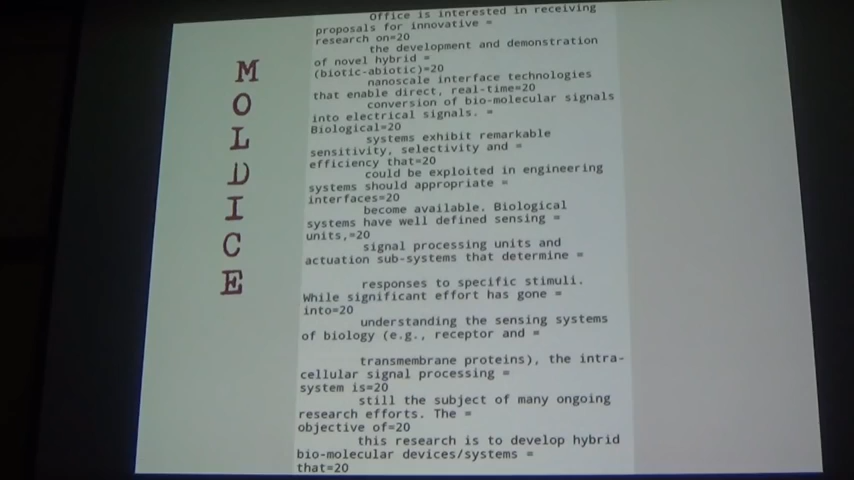 MOLDICE
Office is interested in receiving
proposals for innovative =
research on=20
the development and demonstration
of novel hybrid =
(biotic-abiotic)=20
nanoscale interface technologies
that enable direct, real-time=20
conversion of bio-molecular signals
into electrical signals. =
Biological=20
systems exhibit remarkable
sensitivity, selectivity and =
efficiency that=20
could be exploited in engineering
systems should appropriate =
interfaces=20
become available. Biological
systems have well defined sensing =
units,=20
signal processing units and
actuation sub-systems that determine =
responses to specific stimuli.
While significant effort has gone =
into=20
understanding the sensing systems
of biology (e.g., receptor and =
transmembrane proteins), the intra-
cellular signal processing =
system is=20
still the subject of many ongoing
research efforts. The =
objective of=20
this research is to develop hybrid
bio-molecular devices/systems =
that=20